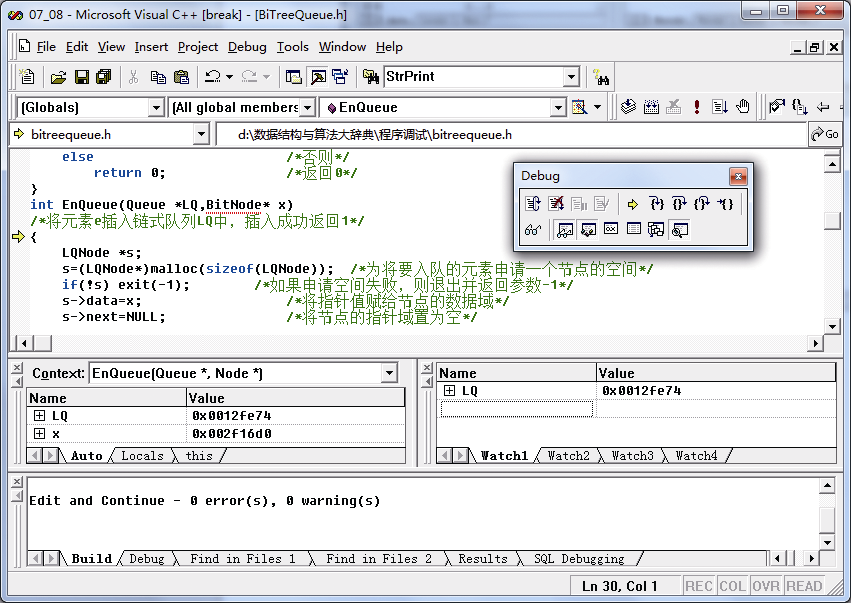 07_08 - Microsoft Visual C++ [break] - [BiTreeQueue.h]
File Edit View Insert Project Debug Tools Window Help
StrPrint
(Globals) (All global members EnQueue
bitreequeue.h d:\数据结构与算法大辞典\程序调试\bitreequeue.h Go
else /*否则*/
return 0; /*返回0*/
}
int EnQueue(Queue *LQ,BitNode* x)
/*将元素e插入链式队列LQ中，插入成功返回1*/
{
LQNode *s;
s=(LQNode*)malloc(sizeof(LQNode)); /*为将要入队的元素申请一个节点的空间*/
if(!s) exit(-1); /*如果申请空间失败，则退出并返回参数-1*/
s->data=x; /*将指针值赋给节点的数据域*/
s->next=NULL; /*将节点的指针域置为空*/
Debug
Context: EnQueue(Queue *, Node *)
Name Value
LQ 0x0012fe74
x 0x002f16d0
Auto Locals this
Name Value
LQ 0x0012fe74
Watch1 Watch2 Watch3 Watch4
Edit and Continue - 0 error(s), 0 warning(s)
Build Debug Find in Files 1 Find in Files 2 Results SQL Debugging
Ln 30, Col 1 REC COL OVR READ